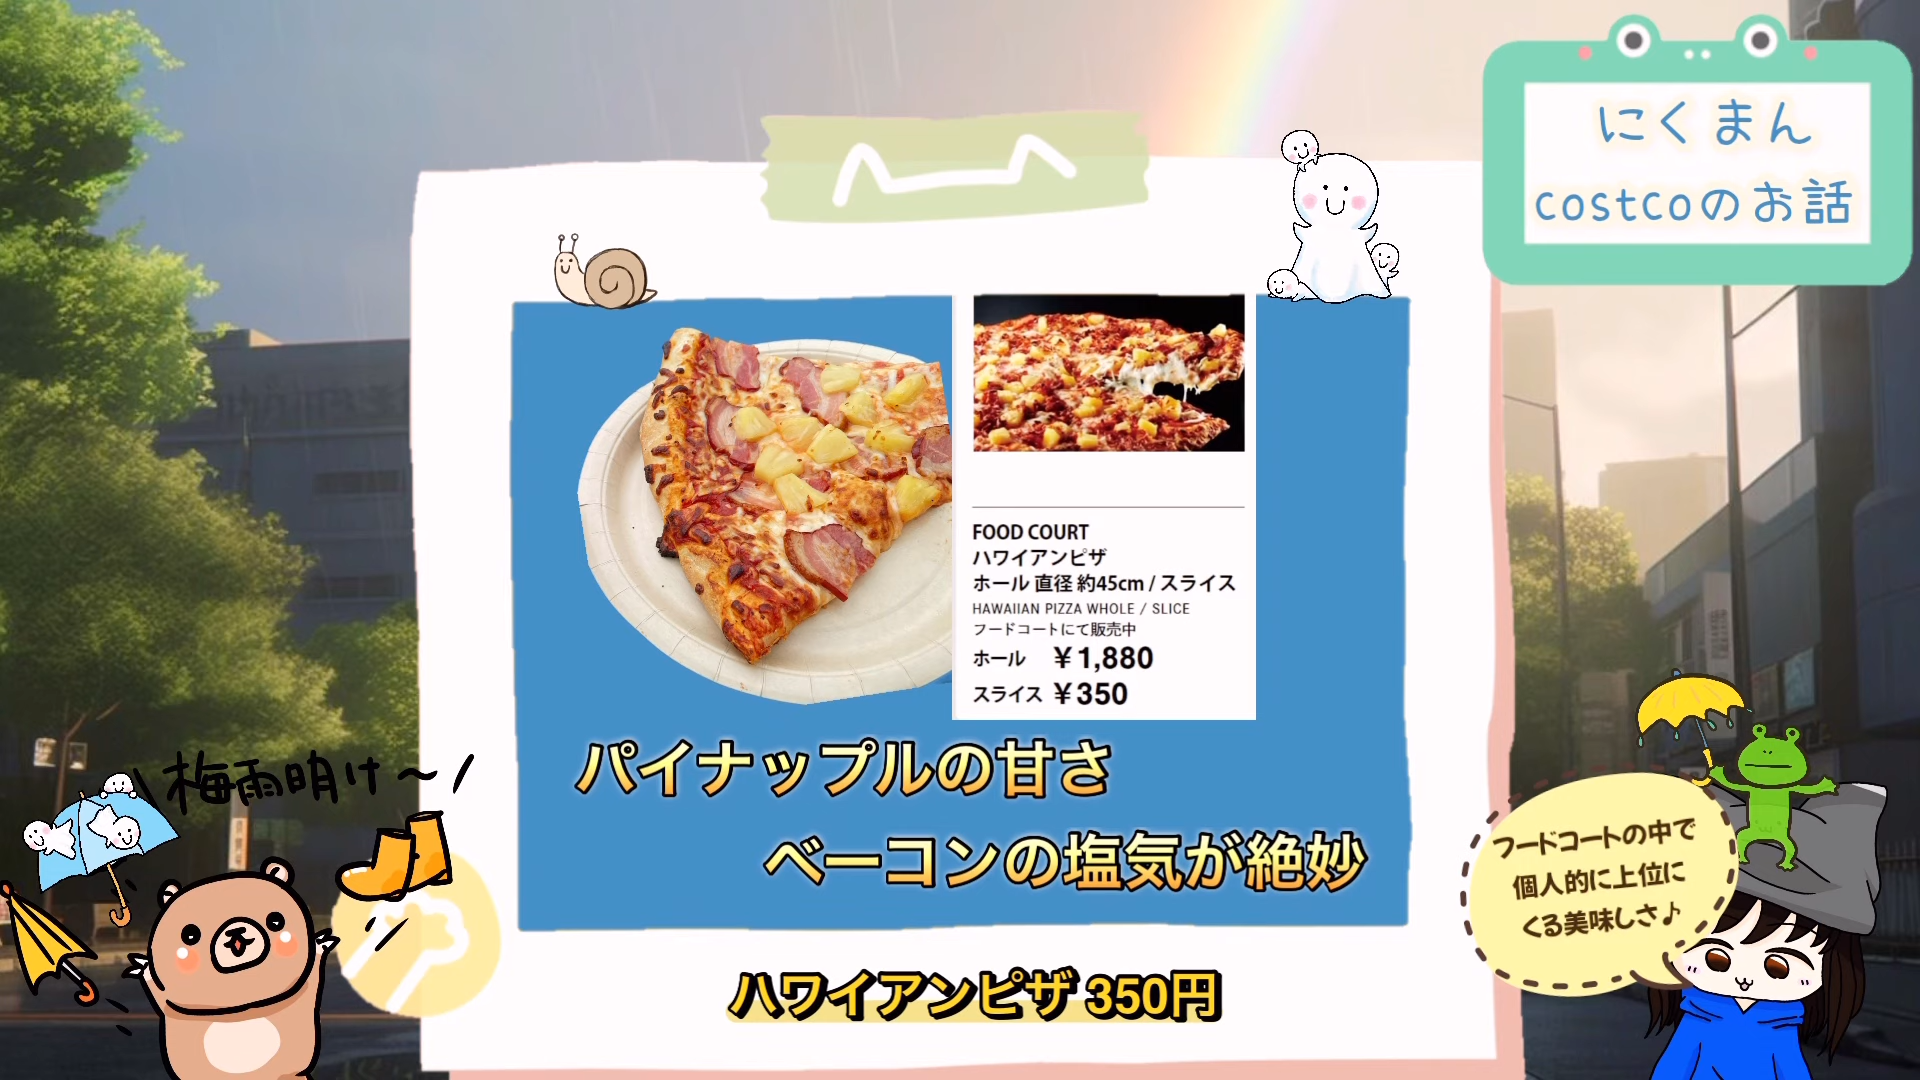 にくまん
costcoのお話
FOOD COURT
ハワイアンピザ
ホール 直径 約45cm / スライス
HAWAIIAN PIZZA WHOLE / SLICE
フードコートにて販売中
ホール ￥1,880
スライス ￥350
パイナップルの甘さ
ベーコンの塩気が絶妙
\梅雨明け～/
フードコートの中で
個人的に上位に
くる美味しさ♪
ハワイアンピザ 350円